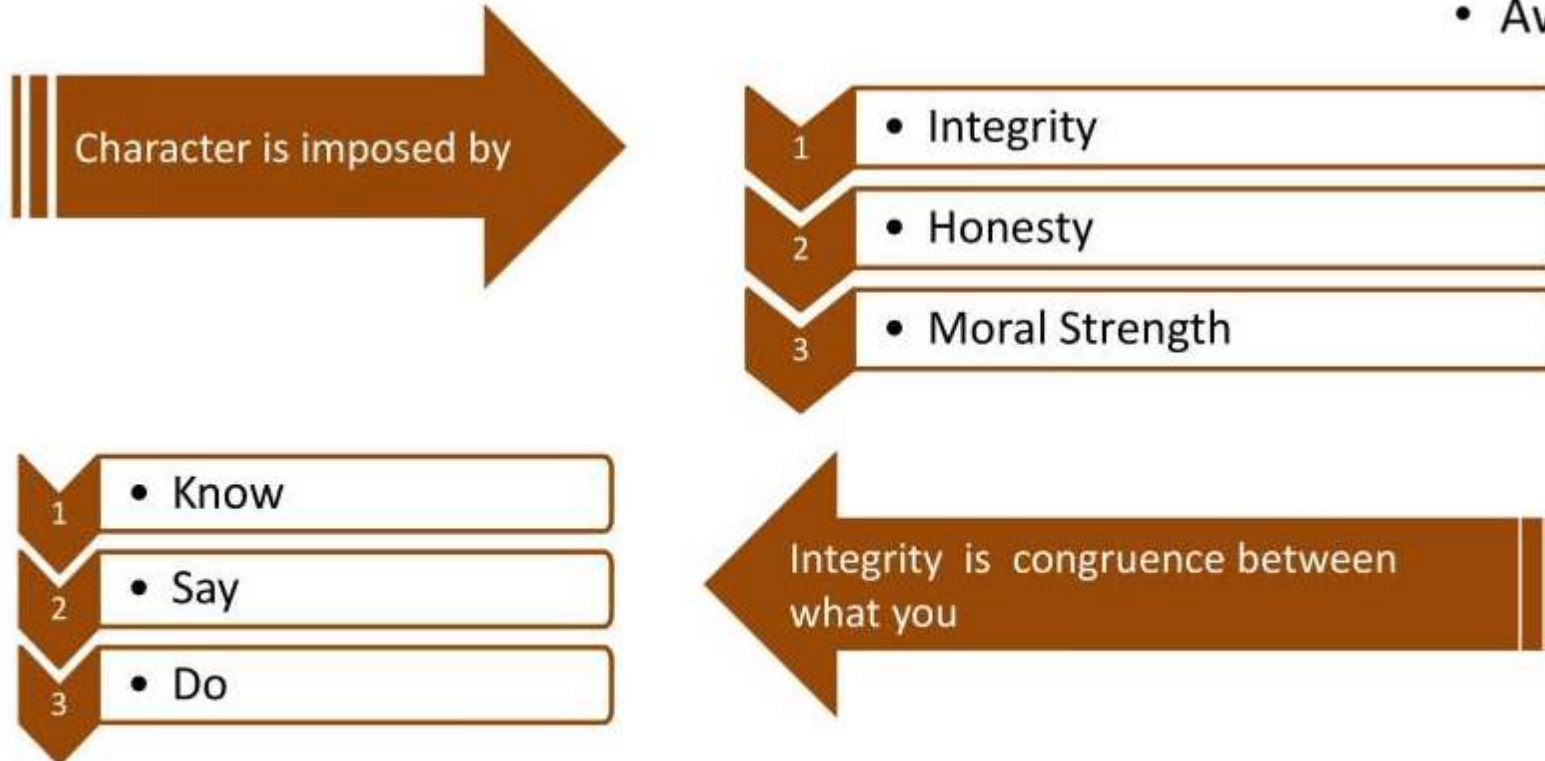 Character is imposed by
1
• Integrity
2
• Honesty
3
• Moral Strength
Integrity is congruence between
what you
1
• Know
2
• Say
3
• Do